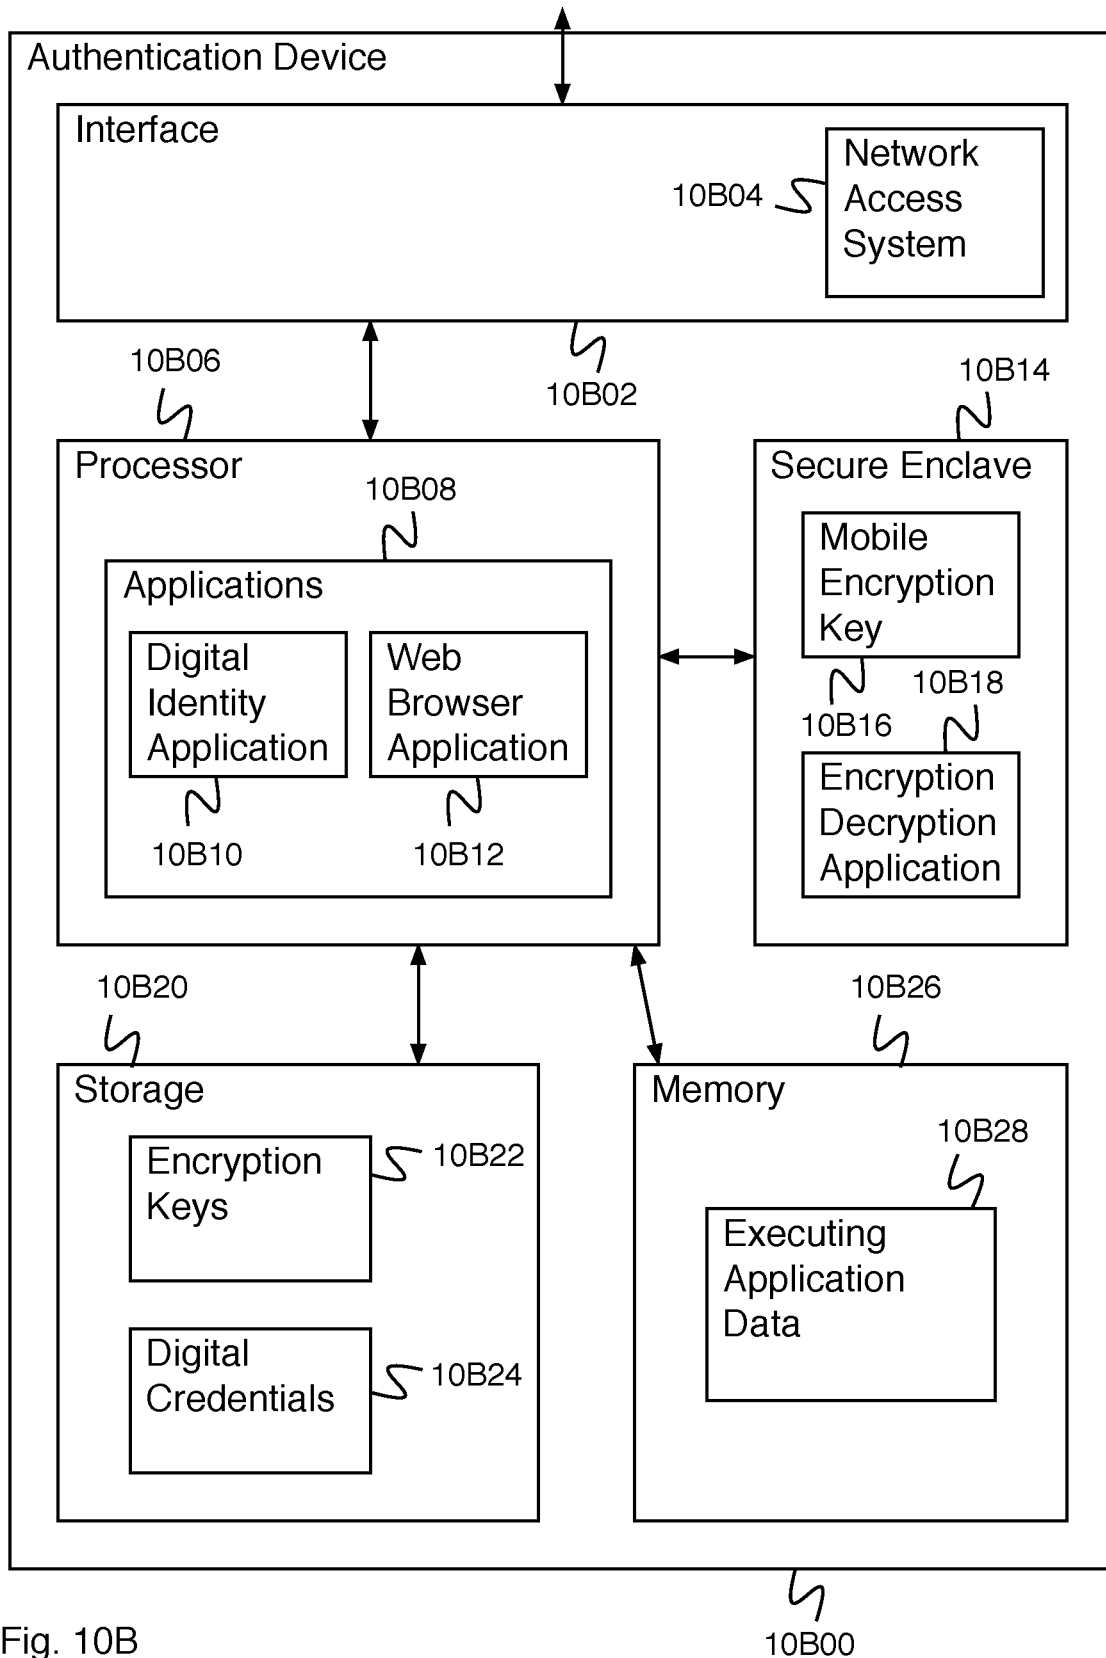 Authentication Device
Interface
Network
Access
System
10B04
10B06
10B02
10B14
Processor
10B08
Applications
Digital
Identity
Application
Web
Browser
Application
10B10
10B12
Secure Enclave
Mobile
Encryption
Key
10B16
10B18
Encryption
Decryption
Application
10B20
10B26
Storage
Encryption
Keys
10B22
Digital
Credentials
10B24
Memory
10B28
Executing
Application
Data
Fig. 10B
10B00